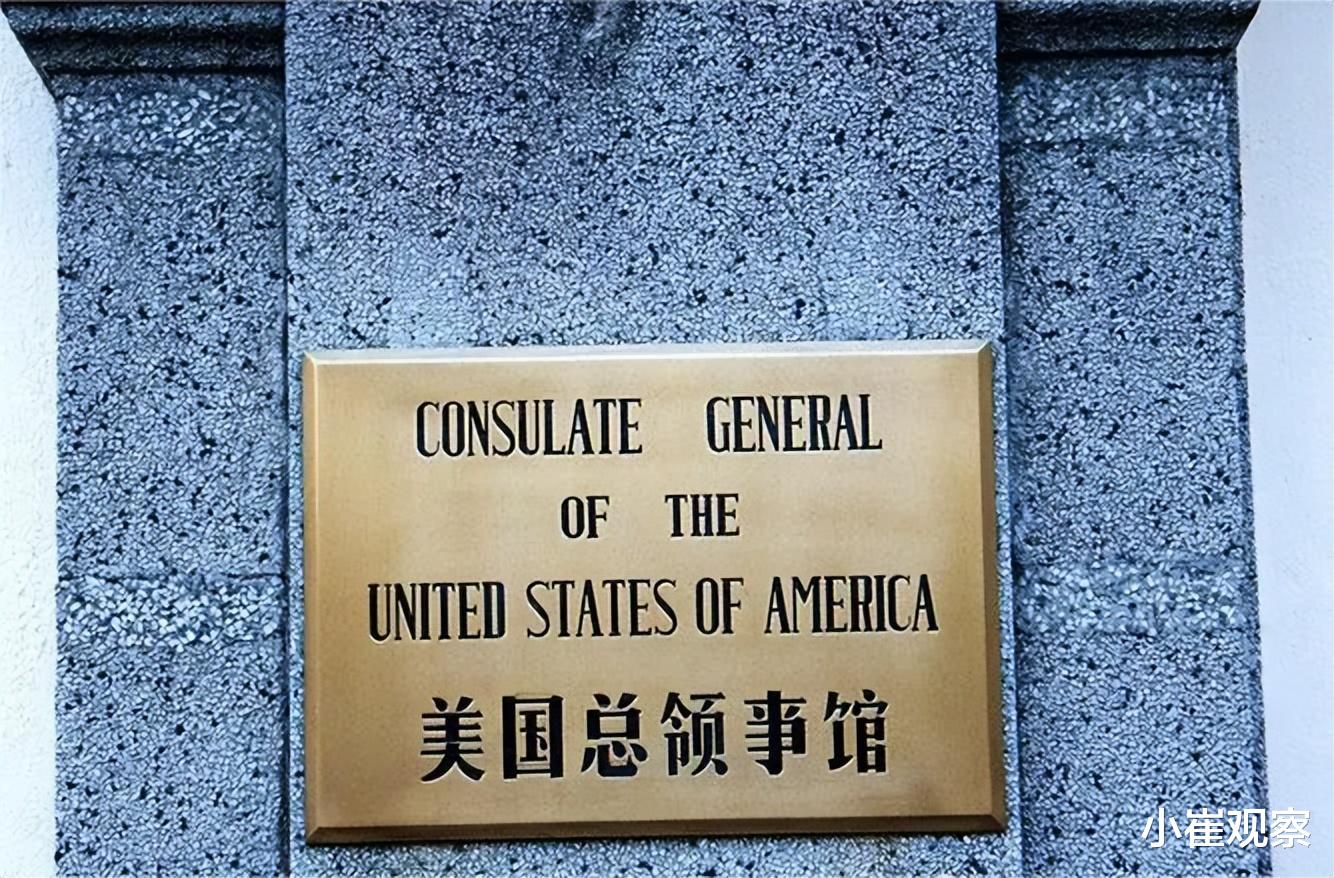 CONSULATE GENERAL
OF THE
UNITED STATES OF AMERICA
美国总领事馆
小崔观察